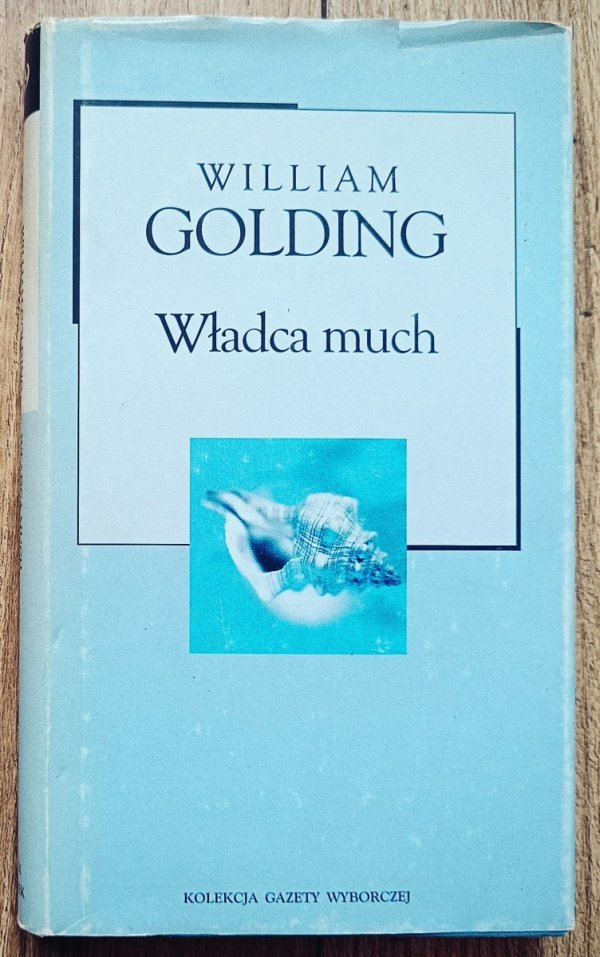 WILLIAM
GOLDING
Władca much
KOLEKCJA GAZETY WYBORCZEJ